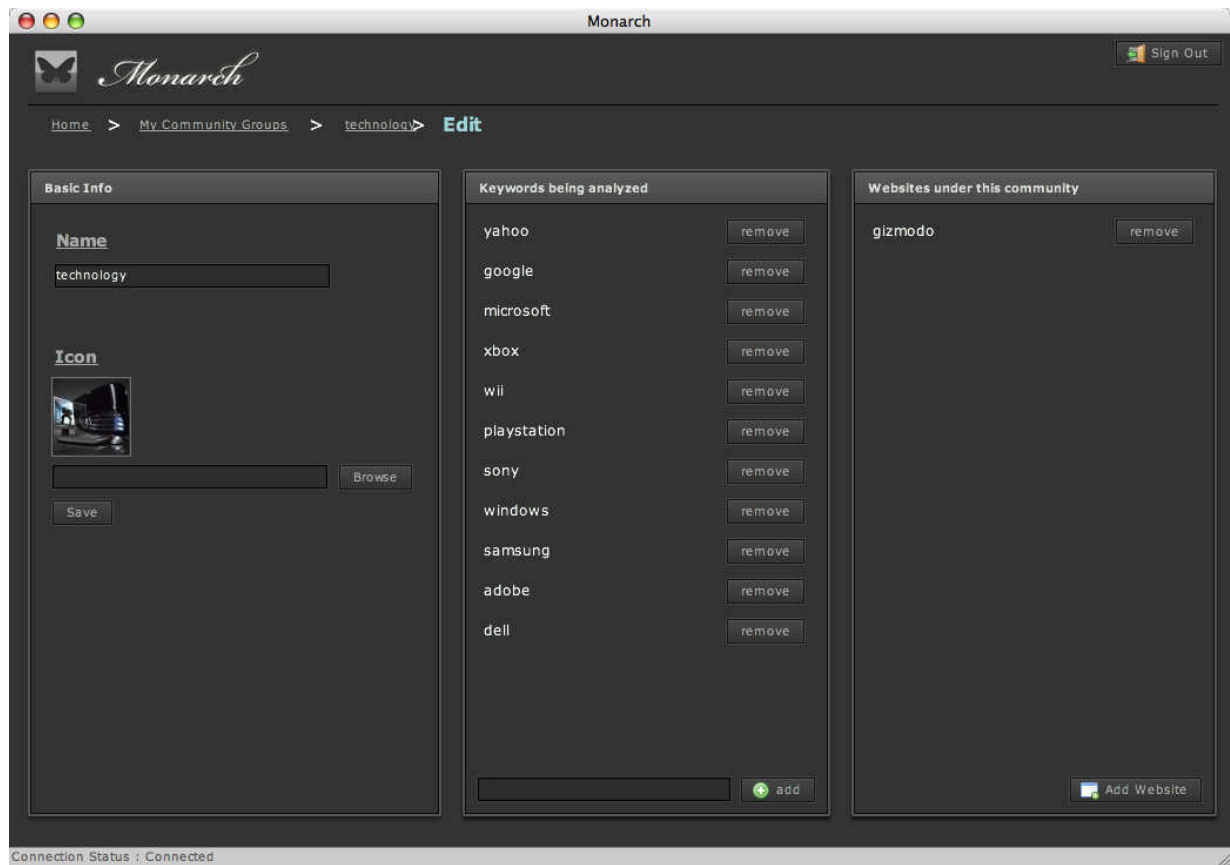 Monarch
Monarch
Sign Out
Home > My Community Groups > technology> Edit
Basic Info
Name
technology
Icon
Browse
Save
Keywords being analyzed
yahoo remove
google remove
microsoft remove
xbox remove
wii remove
playstation remove
sony remove
windows remove
samsung remove
adobe remove
dell remove
add
Websites under this community
gizmodo remove
Add Website
Connection Status : Connected